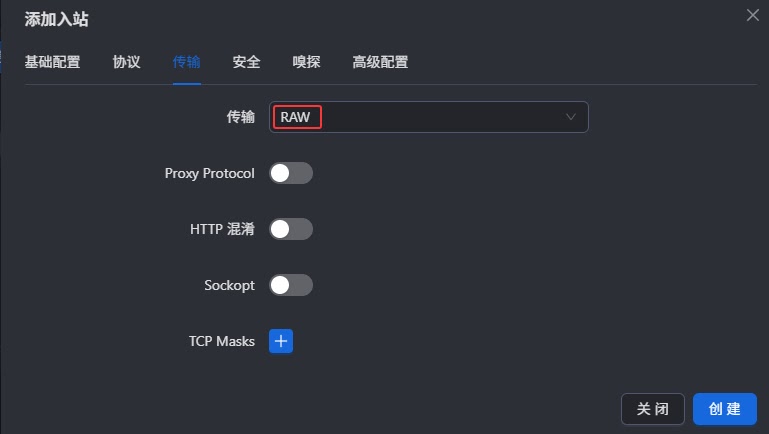 添加入站
基础配置 协议 传输 安全 嗅探 高级配置
传输 RAW
Proxy Protocol
HTTP 混淆
Sockopt
TCP Masks
关 闭 创 建